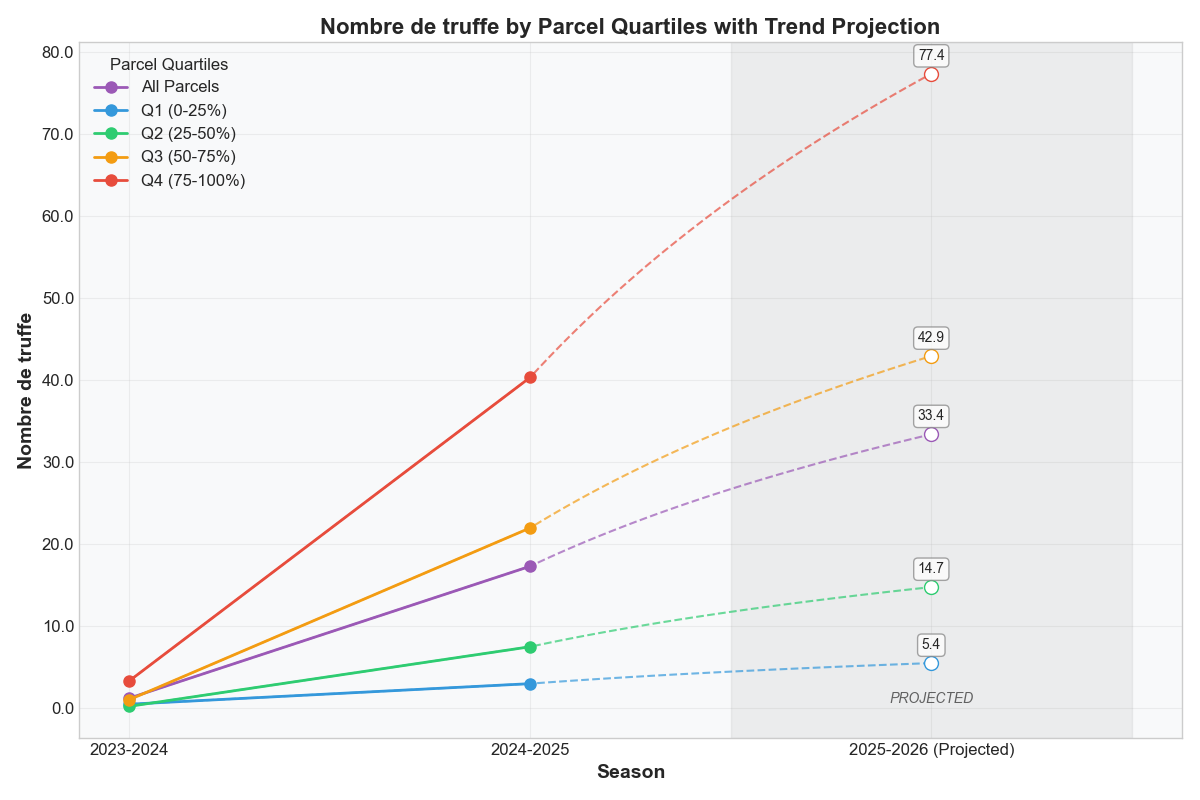 Nombre de truffe by Parcel Quartiles with Trend Projection
Parcel Quartiles
All Parcels
Q1 (0-25%)
Q2 (25-50%)
Q3 (50-75%)
Q4 (75-100%)
80.0
70.0
60.0
50.0
40.0
30.0
20.0
10.0
0.0
Nombre de truffe
77.4
42.9
33.4
14.7
5.4
PROJECTED
2023-2024
2024-2025
2025-2026 (Projected)
Season